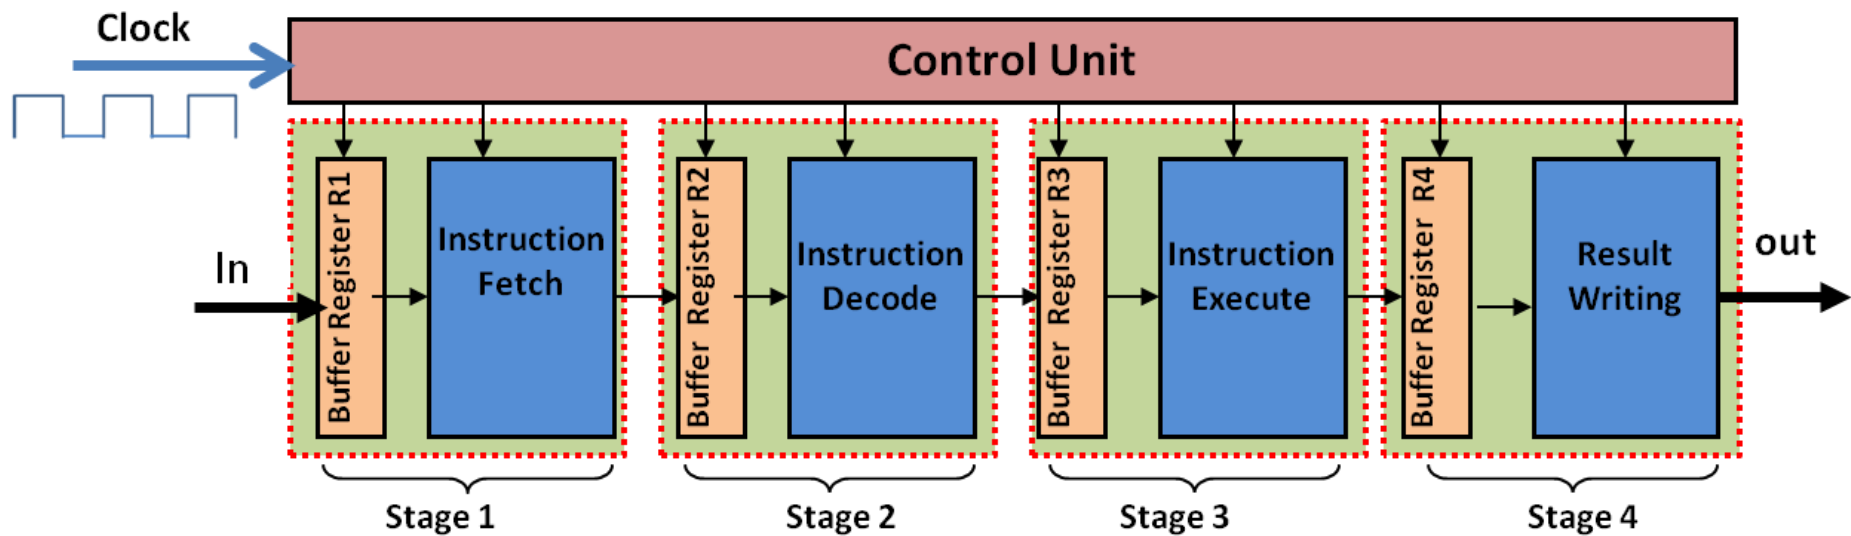 Clock
Control Unit
In
Buffer Register R1
Instruction
Fetch
Buffer Register R2
Instruction
Decode
Buffer Register R3
Instruction
Execute
Buffer Register R4
Result
Writing
out
Stage 1
Stage 2
Stage 3
Stage 4